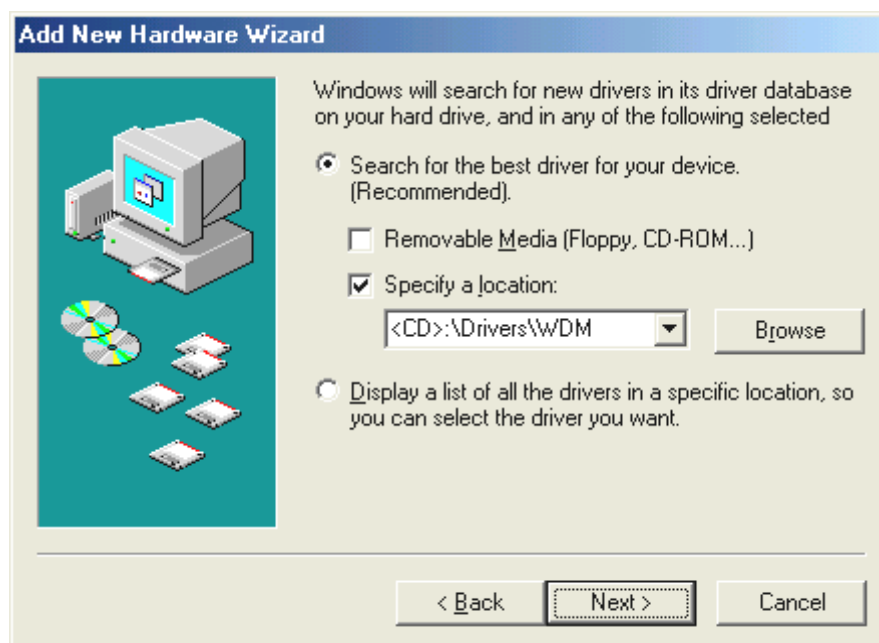 Add New Hardware Wizard
Windows will search for new drivers in its driver database
on your hard drive, and in any of the following selected
Search for the best driver for your device.
(Recommended).
Removable Media (Floppy, CD-ROM...)
Specify a location:
<CD>:\Drivers\WDM
Browse
Display a list of all the drivers in a specific location, so
you can select the driver you want.
< Back
Next >
Cancel